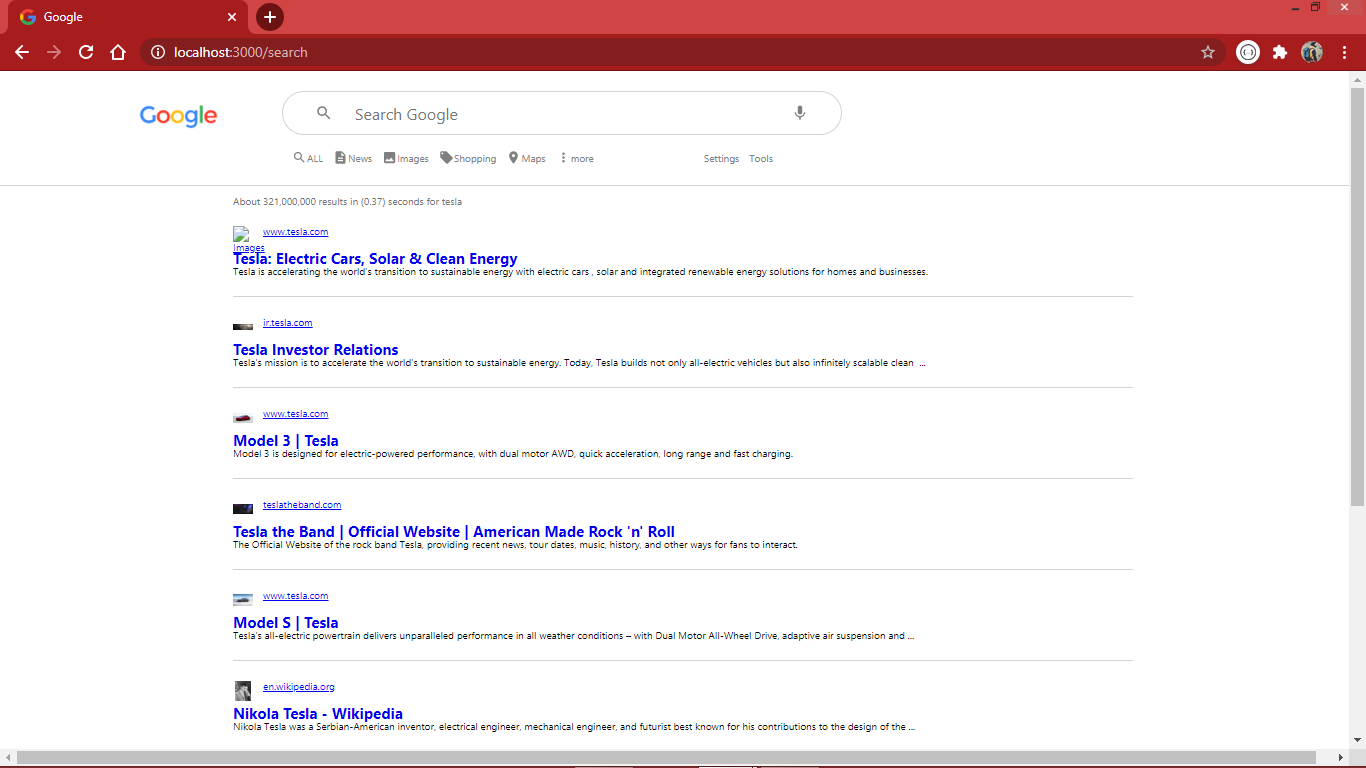 Google
localhost:3000/search
Google
Search Google
ALL News Images Shopping Maps more Settings Tools
About 321,000,000 results in (0.37) seconds for tesla
Images www.tesla.com
Tesla: Electric Cars, Solar & Clean Energy
Tesla is accelerating the world's transition to sustainable energy with electric cars , solar and integrated renewable energy solutions for homes and businesses.
ir.tesla.com
Tesla Investor Relations
Tesla's mission is to accelerate the world's transition to sustainable energy. Today, Tesla builds not only all-electric vehicles but also infinitely scalable clean ...
www.tesla.com
Model 3 | Tesla
Model 3 is designed for electric-powered performance, with dual motor AWD, quick acceleration, long range and fast charging.
teslatheband.com
Tesla the Band | Official Website | American Made Rock 'n' Roll
The Official Website of the rock band Tesla, providing recent news, tour dates, music, history, and other ways for fans to interact.
www.tesla.com
Model S | Tesla
Tesla's all-electric powertrain delivers unparalleled performance in all weather conditions – with Dual Motor All-Wheel Drive, adaptive air suspension and ...
en.wikipedia.org
Nikola Tesla - Wikipedia
Nikola Tesla was a Serbian-American inventor, electrical engineer, mechanical engineer, and futurist best known for his contributions to the design of the ...